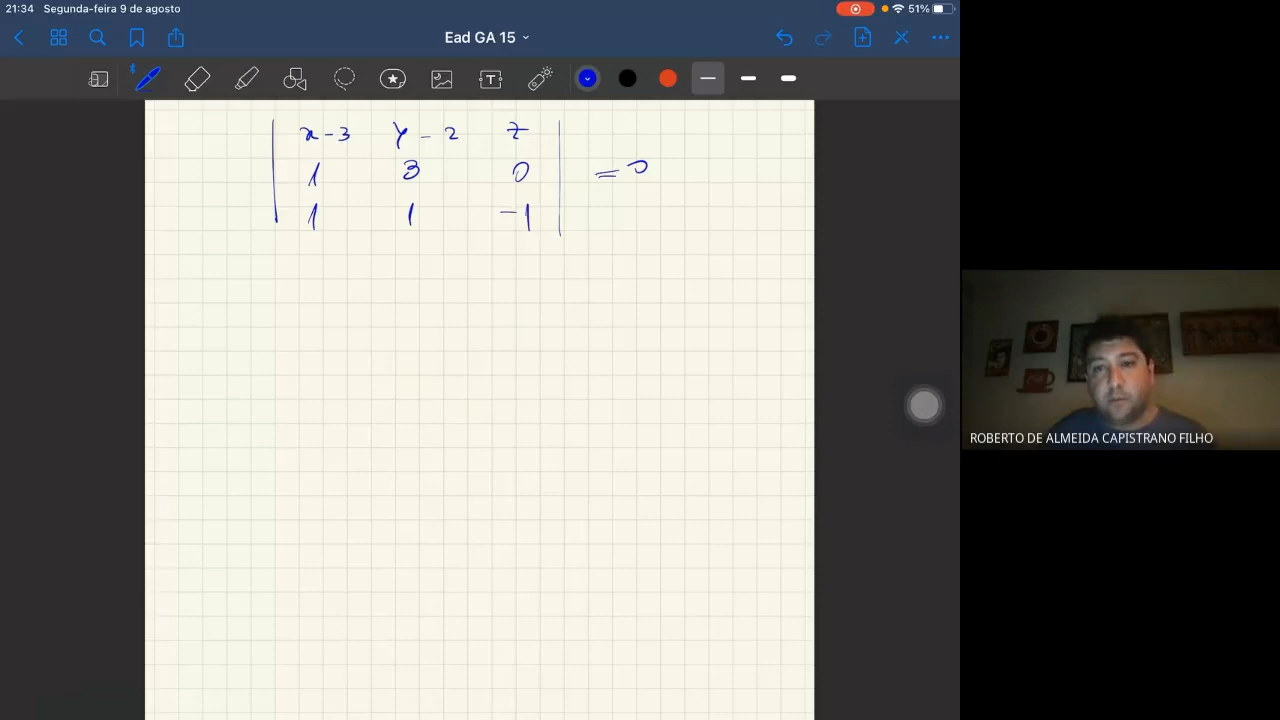 21:34 Segunda-feira 9 de agosto 51%
Ead GA 15
T
x-3 y-2 z
1 3 0 =0
1 1 -1
ROBERTO DE ALMEIDA CAPISTRANO FILHO